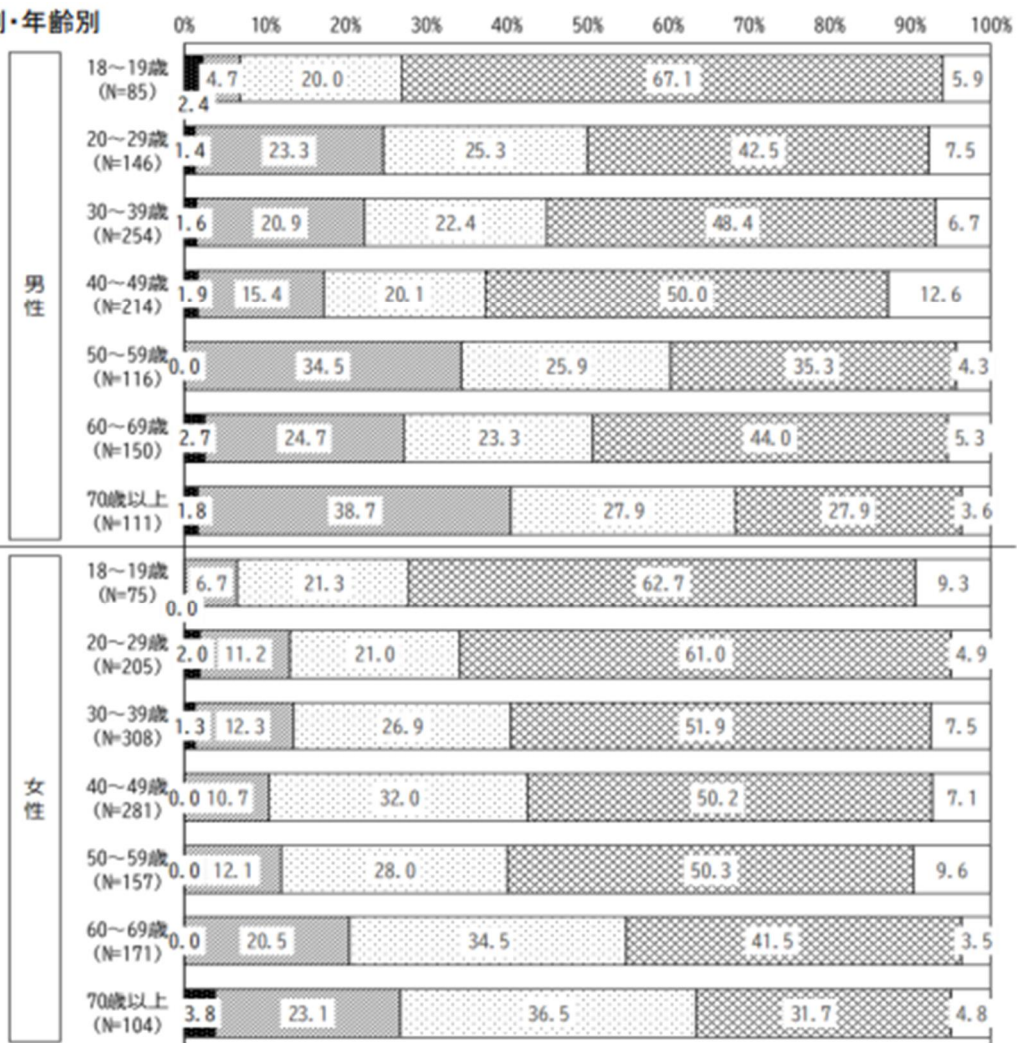 ・年齢別
0% 10% 20% 30% 40% 50% 60% 70% 80% 90% 100%
男性
18～19歳
(N=85)
2.4 4.7 20.0 67.1 5.9
20～29歳
(N=146)
1.4 23.3 25.3 42.5 7.5
30～39歳
(N=254)
1.6 20.9 22.4 48.4 6.7
40～49歳
(N=214)
1.9 15.4 20.1 50.0 12.6
50～59歳
(N=116)
0.0 34.5 25.9 35.3 4.3
60～69歳
(N=150)
2.7 24.7 23.3 44.0 5.3
70歳以上
(N=111)
1.8 38.7 27.9 27.9 3.6
女性
18～19歳
(N=75)
0.0 6.7 21.3 62.7 9.3
20～29歳
(N=205)
2.0 11.2 21.0 61.0 4.9
30～39歳
(N=308)
1.3 12.3 26.9 51.9 7.5
40～49歳
(N=281)
0.0 10.7 32.0 50.2 7.1
50～59歳
(N=157)
0.0 12.1 28.0 50.3 9.6
60～69歳
(N=171)
0.0 20.5 34.5 41.5 3.5
70歳以上
(N=104)
3.8 23.1 36.5 31.7 4.8